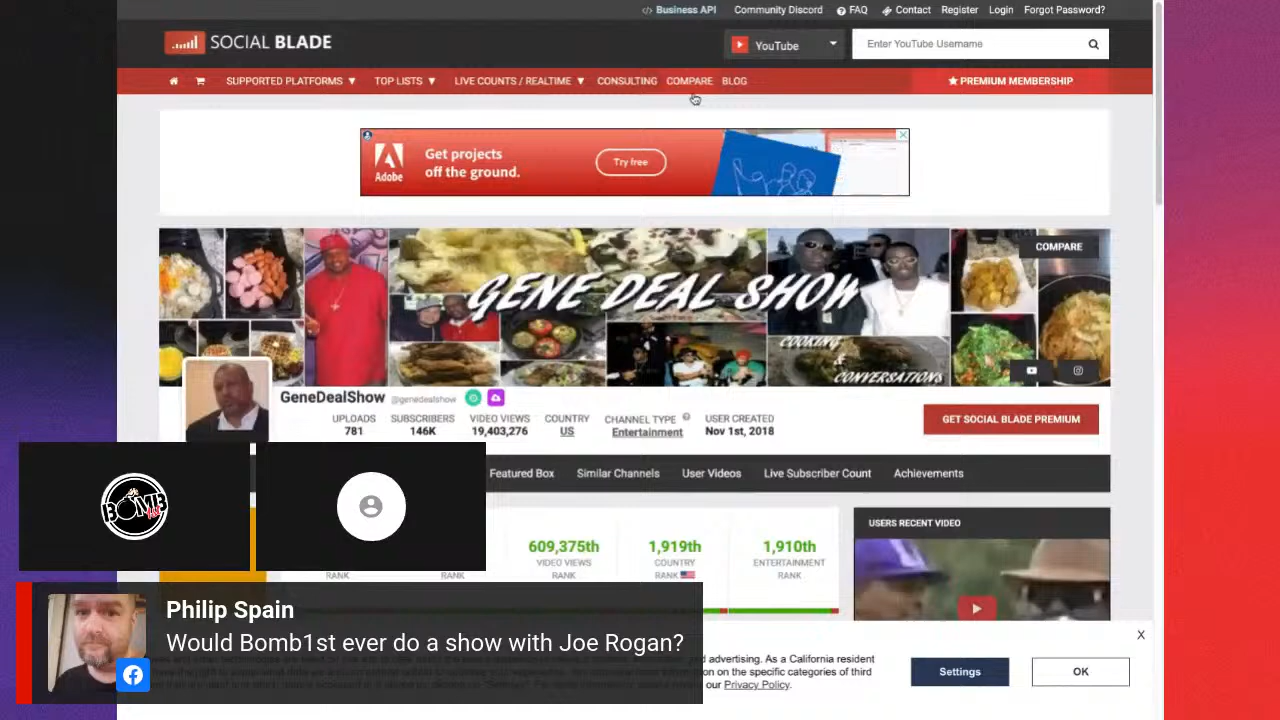 </> Business API Community Discord FAQ Contact Register Login Forgot Password?
SOCIAL BLADE
YouTube
Enter YouTube Username
SUPPORTED PLATFORMS ▼ TOP LISTS ▼ LIVE COUNTS / REALTIME ▼ CONSULTING COMPARE BLOG
PREMIUM MEMBERSHIP
Adobe
Get projects
off the ground.
Try free
COMPARE
GENE DEAL SHOW
COOKING
&
CONVERSATIONS
GeneDealShow @genedealshow
UPLOADS SUBSCRIBERS VIDEO VIEWS COUNTRY CHANNEL TYPE USER CREATED
781 146K 19,403,276 US Entertainment Nov 1st, 2018
GET SOCIAL BLADE PREMIUM
Featured Box Similar Channels User Videos Live Subscriber Count Achievements
BOMB1ST
USERS RECENT VIDEO
609,375th 1,919th 1,910th
VIDEO VIEWS COUNTRY ENTERTAINMENT
RANK RANK RANK RANK RANK
Philip Spain
Would Bomb1st ever do a show with Joe Rogan?
X
advertising. As a California resident
on the specific categories of third
our Privacy Policy.
Settings
OK